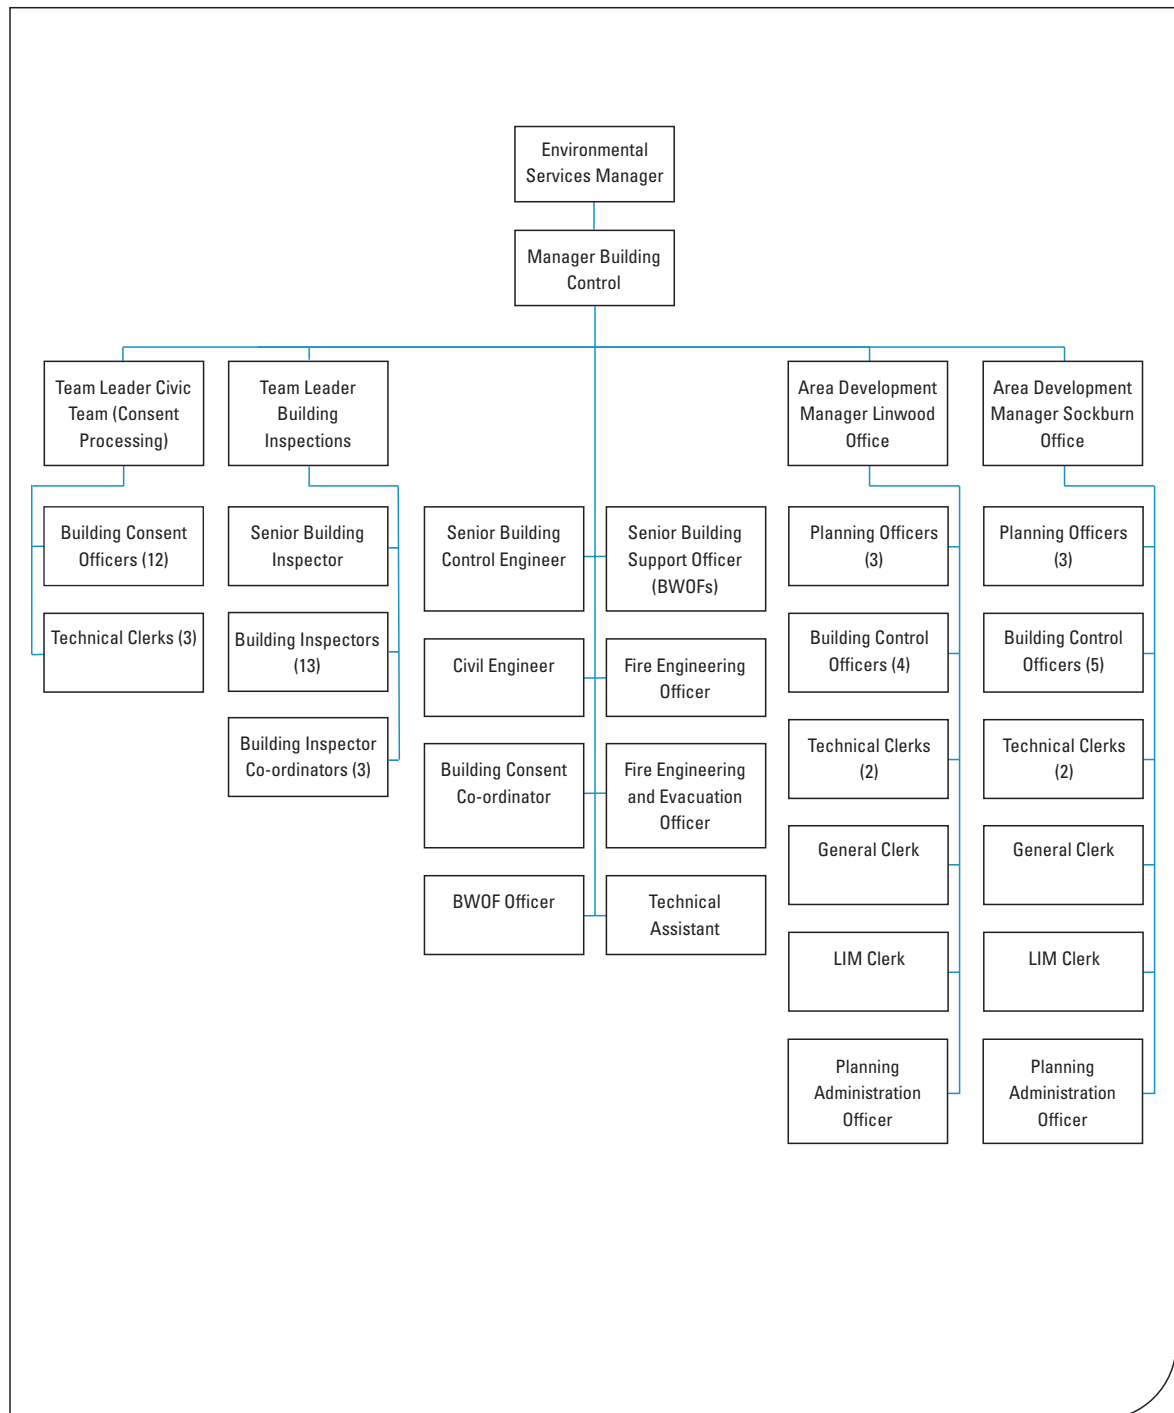 Environmental
Services Manager
Manager Building
Control
Team Leader Civic
Team (Consent
Processing)
Team Leader
Building
Inspections
Area Development
Manager Linwood
Office
Area Development
Manager Sockburn
Office
Building Consent
Officers (12)
Technical Clerks (3)
Senior Building
Inspector
Building Inspectors
(13)
Building Inspector
Co-ordinators (3)
Senior Building
Control Engineer
Senior Building
Support Officer
(BWOFs)
Civil Engineer
Fire Engineering
Officer
Building Consent
Co-ordinator
Fire Engineering
and Evacuation
Officer
BWOF Officer
Technical
Assistant
Planning Officers
(3)
Building Control
Officers (4)
Technical Clerks
(2)
General Clerk
LIM Clerk
Planning
Administration
Officer
Planning Officers
(3)
Building Control
Officers (5)
Technical Clerks
(2)
General Clerk
LIM Clerk
Planning
Administration
Officer